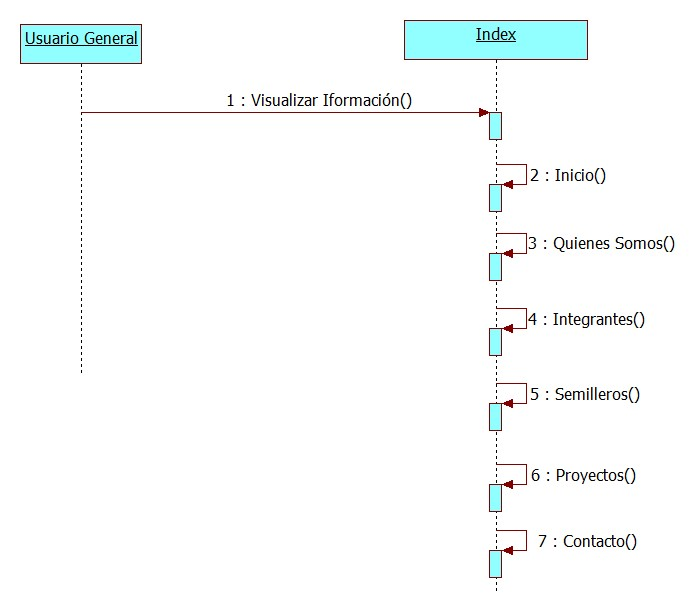 Usuario General
Index
1 : Visualizar Iformación()
2 : Inicio()
3 : Quienes Somos()
4 : Integrantes()
5 : Semilleros()
6 : Proyectos()
7 : Contacto()